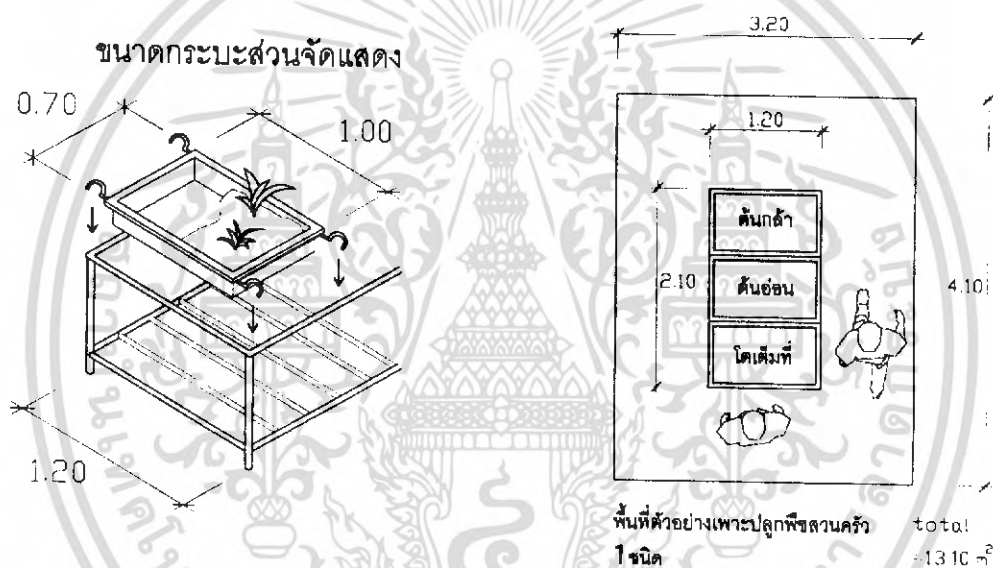 ขนาดกระบะส่วนจัดแสดง
0.70
1.00
1.20
3.20
1.20
ต้นกล้า
2.10
ต้นอ่อน
4.10
โตเต็มที่
พื้นที่ตัวอย่างเพาะปลูกพืชสวนครัว total
1 ชนิด 13.10 m²